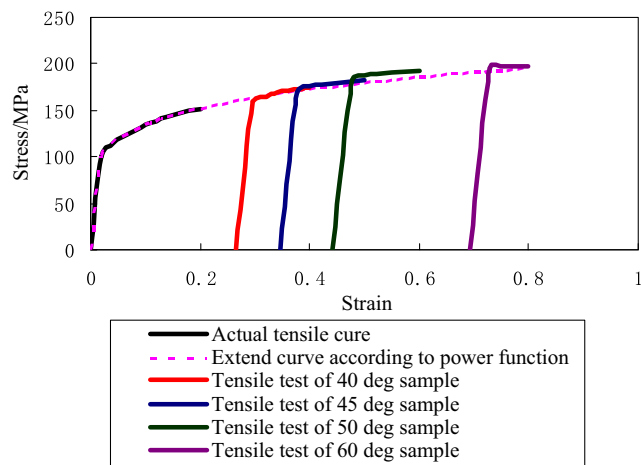 250
200
150
100
50
0
Stress/MPa
0 0.2 0.4 0.6 0.8 1
Strain
Actual tensile cure
Extend curve according to power function
Tensile test of 40 deg sample
Tensile test of 45 deg sample
Tensile test of 50 deg sample
Tensile test of 60 deg sample